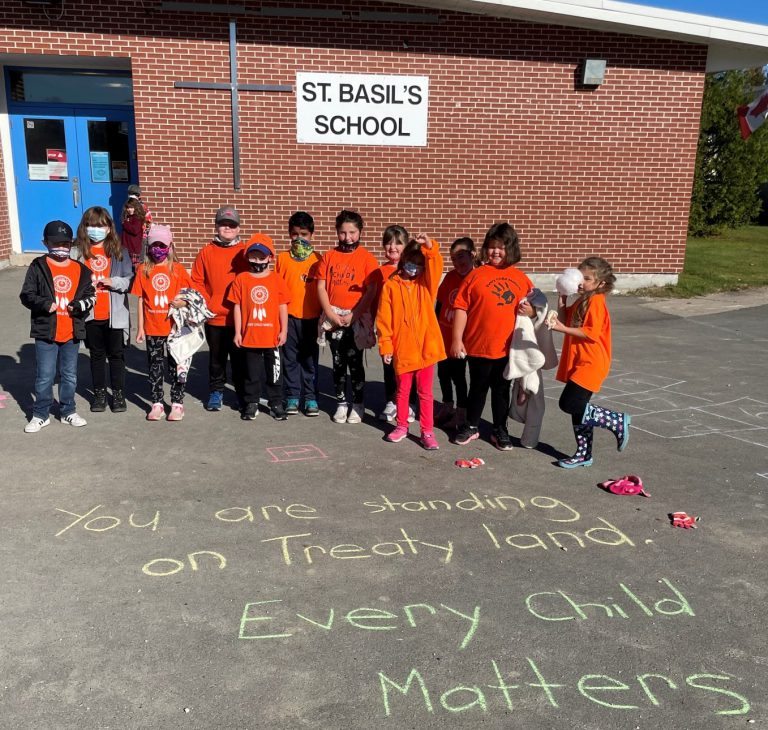 ST. BASIL'S
SCHOOL
You are standing
on Treaty land.
Every Child
Matters